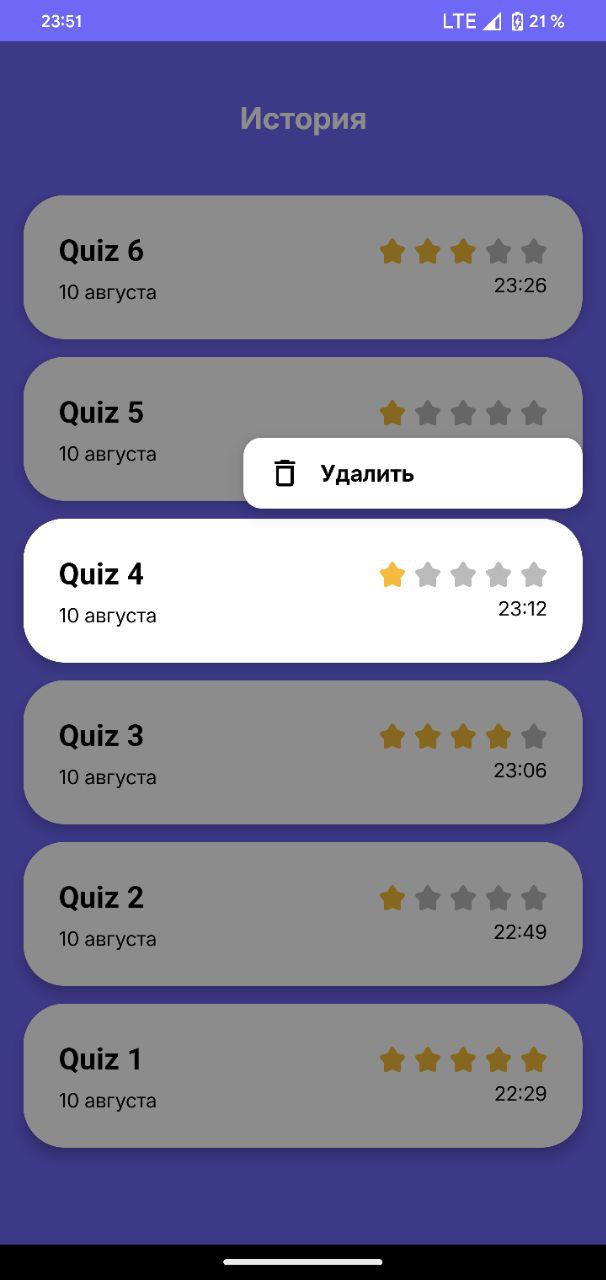 23:51 LTE 21 %
История
Quiz 6
10 августа 23:26
Quiz 5
10 августа
Удалить
Quiz 4
10 августа 23:12
Quiz 3
10 августа 23:06
Quiz 2
10 августа 22:49
Quiz 1
10 августа 22:29